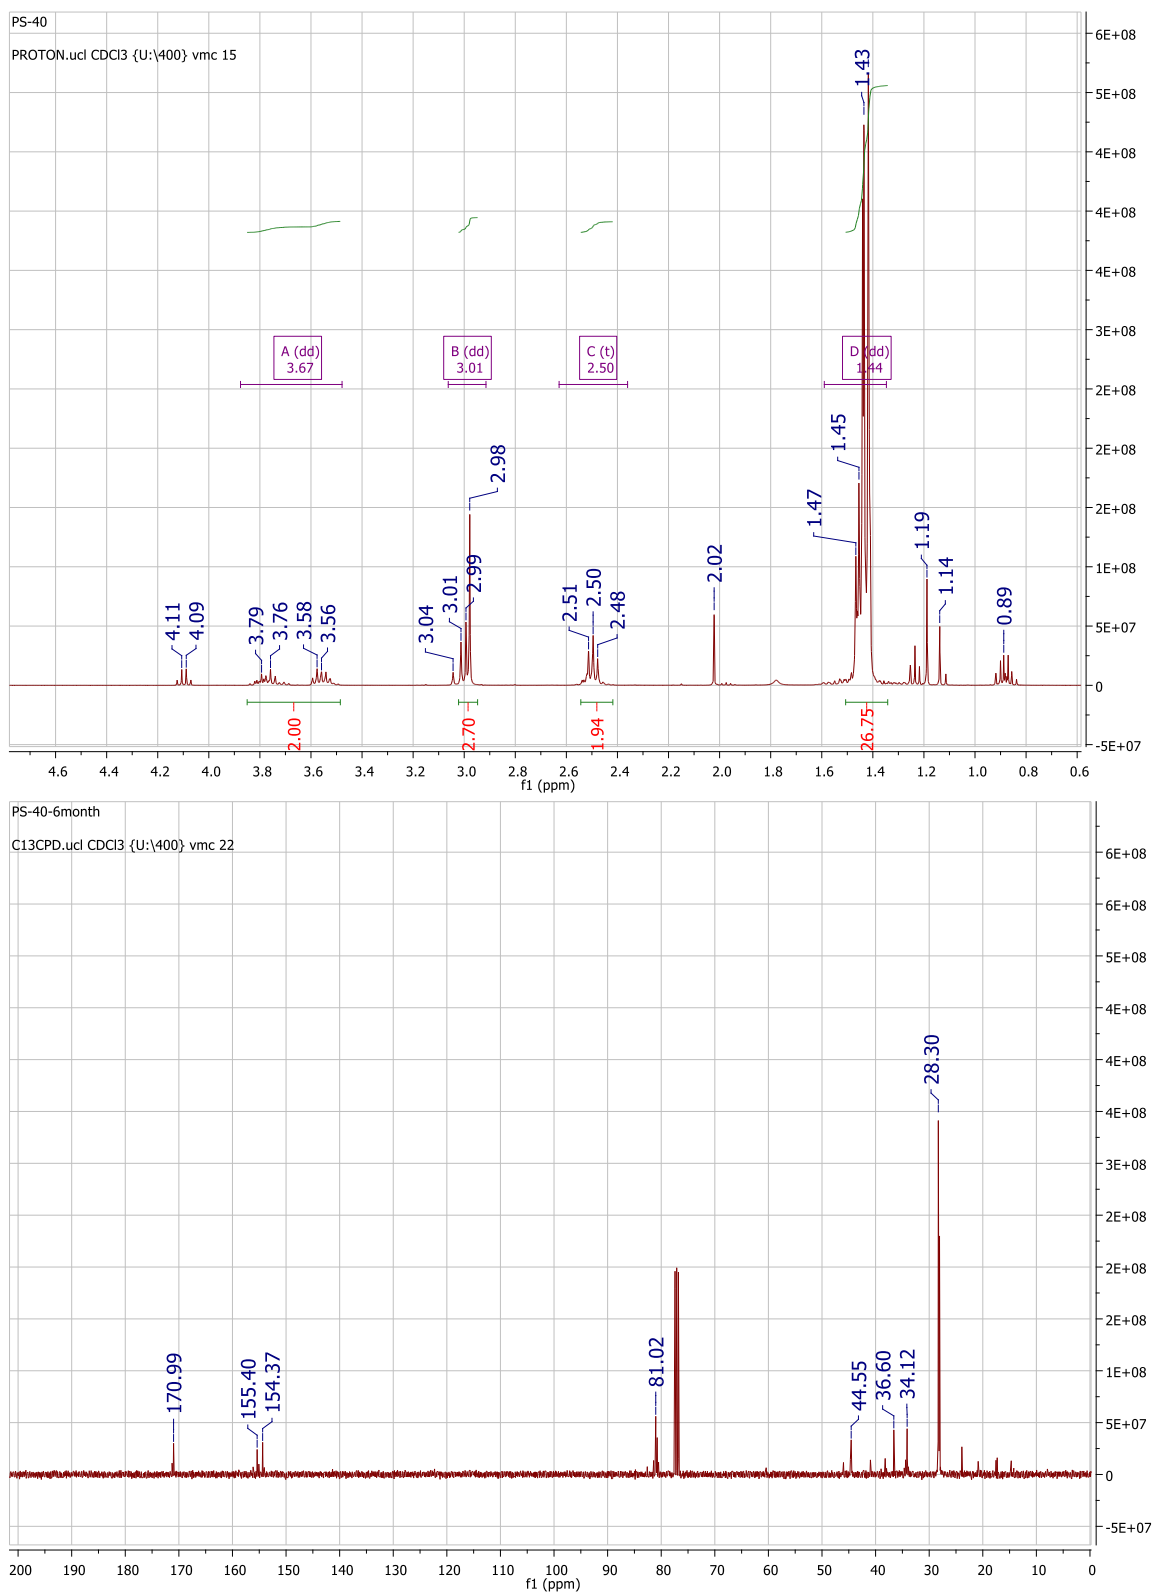 PS-40
PROTON.ucl CDCl3 {U:\400} vmc 15
6E+08
5E+08
4E+08
4E+08
4E+08
3E+08
2E+08
2E+08
2E+08
1E+08
5E+07
0
-5E+07
A (dd)
3.67
B (dd)
3.01
C (t)
2.50
D (dd)
1.44
4.11
4.09
3.79
3.76
3.58
3.56
3.04
3.01
2.99
2.98
2.51
2.50
2.48
2.02
1.47
1.45
1.43
1.19
1.14
0.89
2.00
2.70
1.94
26.75
4.6 4.4 4.2 4.0 3.8 3.6 3.4 3.2 3.0 2.8 2.6 2.4 2.2 2.0 1.8 1.6 1.4 1.2 1.0 0.8 0.6
f1 (ppm)
PS-40-6month
C13CPD.ucl CDCl3 {U:\400} vmc 22
6E+08
6E+08
5E+08
4E+08
4E+08
4E+08
3E+08
2E+08
2E+08
2E+08
1E+08
5E+07
0
-5E+07
170.99
155.40
154.37
81.02
44.55
36.60
34.12
28.30
200 190 180 170 160 150 140 130 120 110 100 90 80 70 60 50 40 30 20 10 0
f1 (ppm)